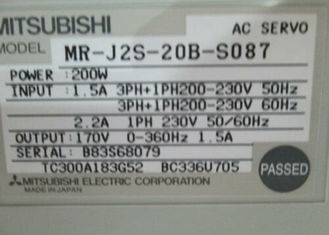 MITSUBISHI
AC SERVO
MODEL MR-J2S-20B-S087
POWER : 200W
INPUT : 1.5A 3PH+1PH200-230V 50Hz
3PH+1PH200-230V 60Hz
2.2A 1PH 230V 50/60Hz
OUTPUT: 170V 0-360Hz 1.5A
SERIAL: B83S68079
TC300A183G52 BC336U705
PASSED
MITSUBISHI ELECTRIC CORPORATION
MADE IN JAPAN